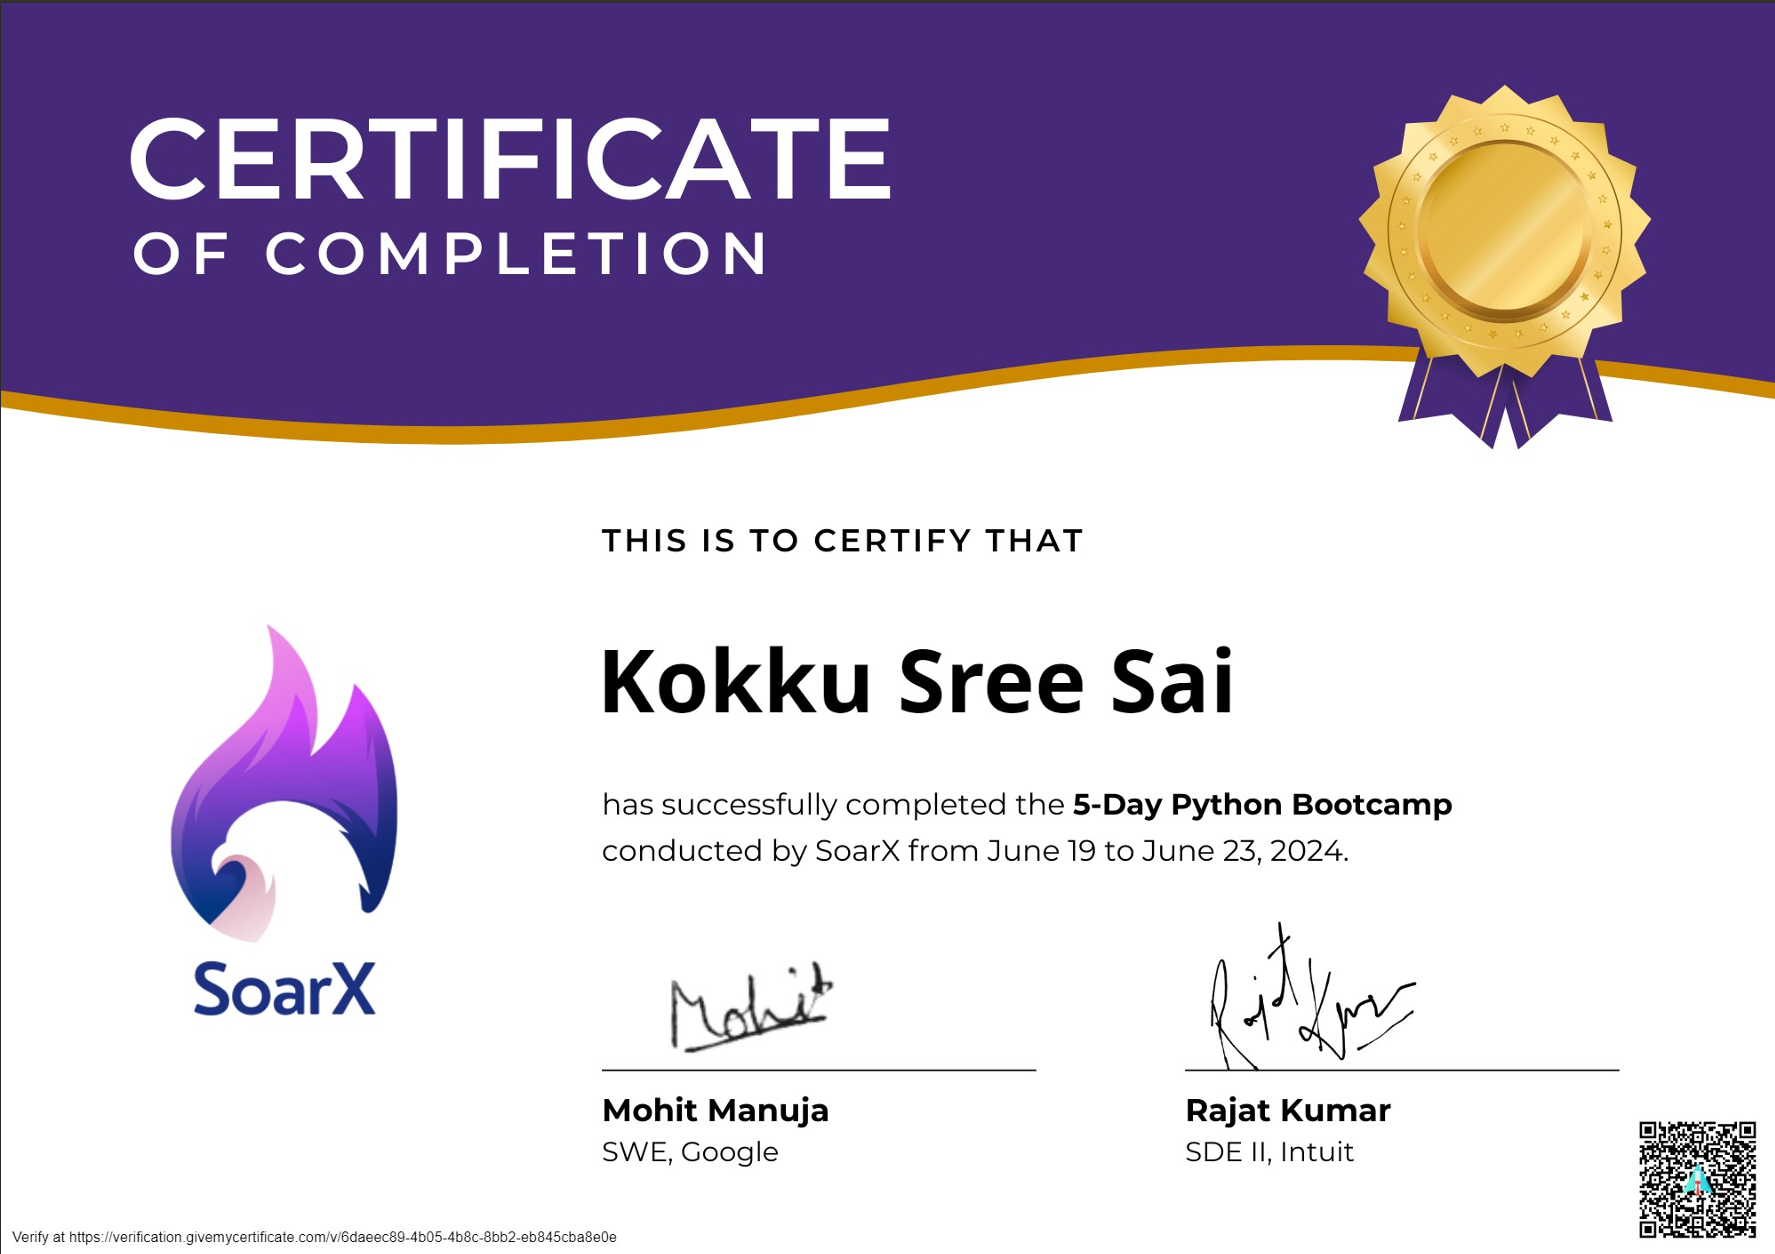 CERTIFICATE
OF COMPLETION
THIS IS TO CERTIFY THAT
Kokku Sree Sai
has successfully completed the 5-Day Python Bootcamp
conducted by SoarX from June 19 to June 23, 2024.
SoarX
Mohit
Rajat Kumar
Mohit Manuja
Rajat Kumar
SWE, Google
SDE II, Intuit
Verify at https://verification.givemycertificate.com/v/6daeec89-4b05-4b8c-8bb2-eb845cba8e0e